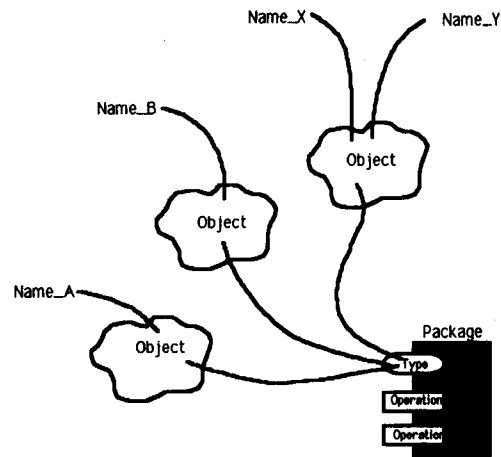 Name_X
Name_Y
Name_B
Object
Object
Name_A
Package
Object
Type
Operation
Operation